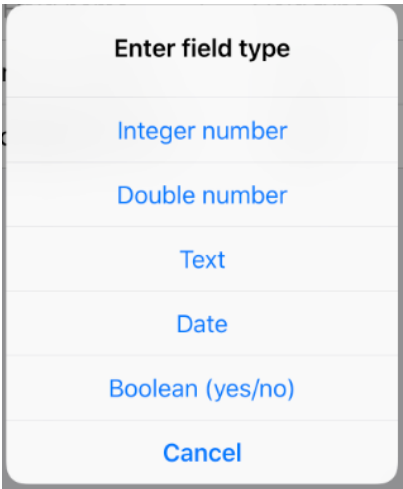 Enter field type
Integer number
Double number
Text
Date
Boolean (yes/no)
Cancel